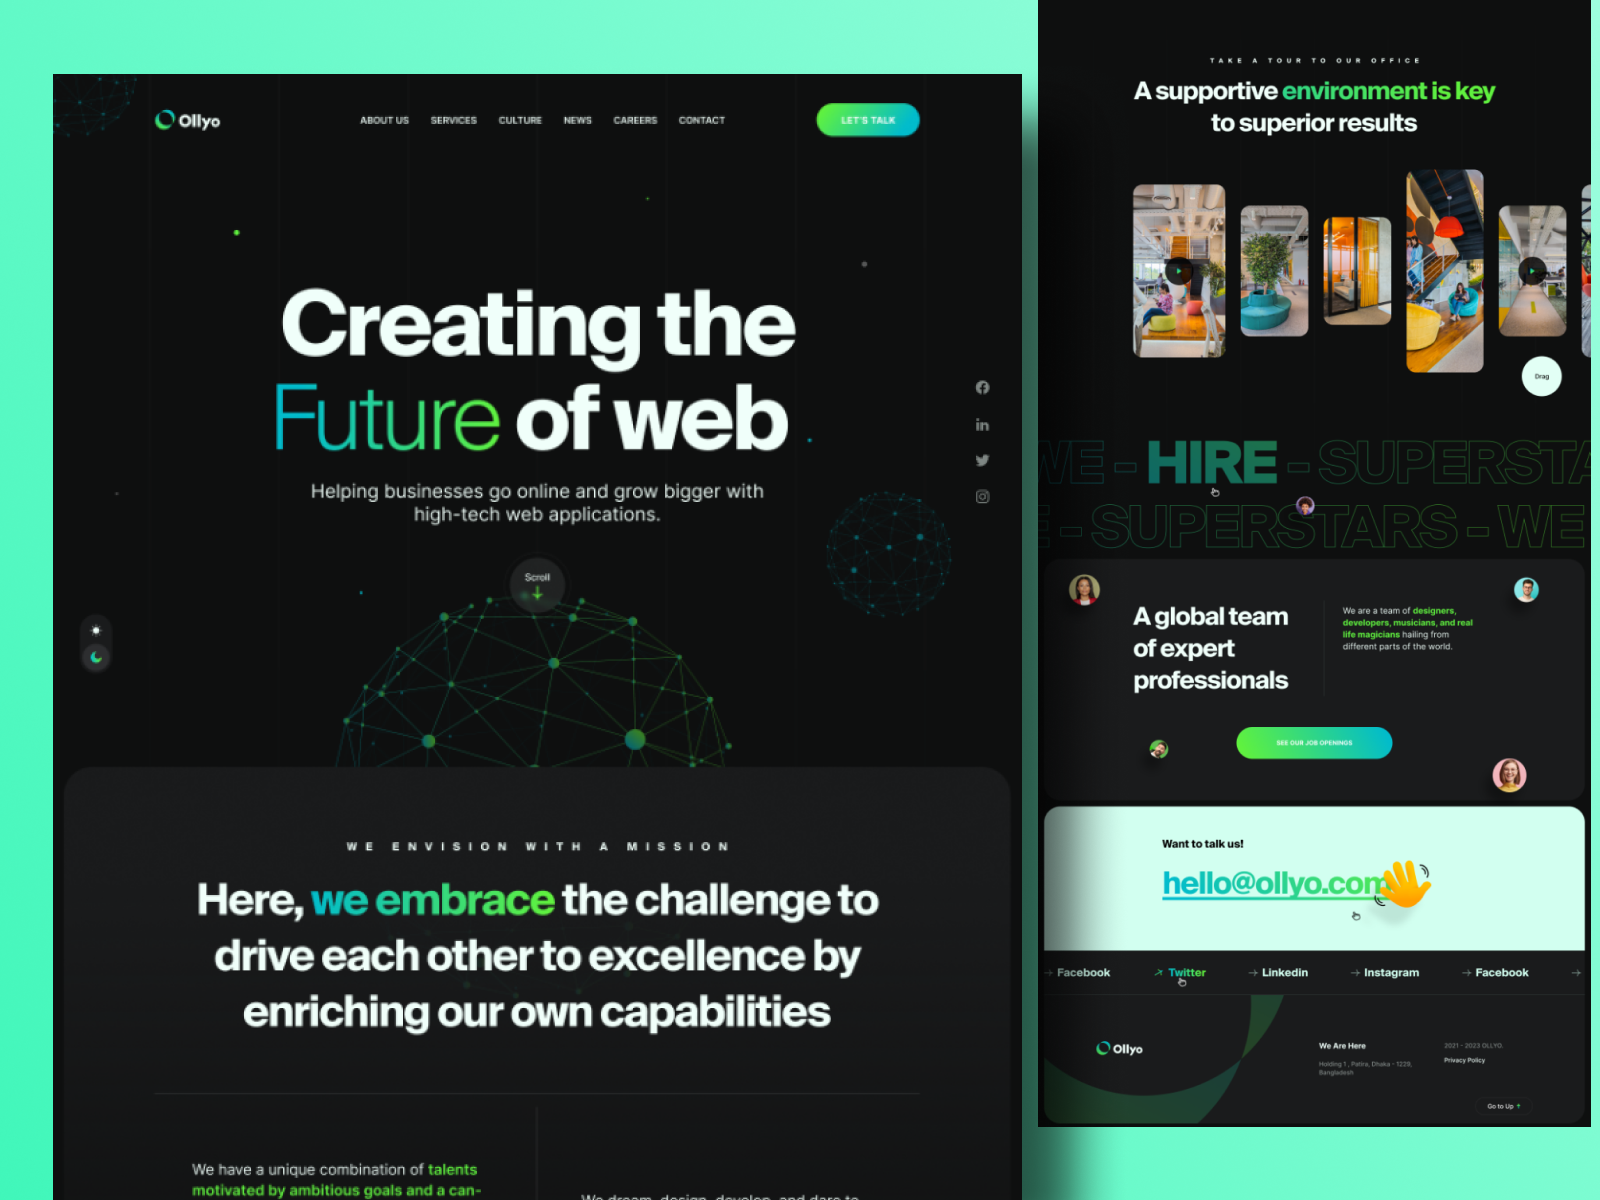 Ollyo
ABOUT US
SERVICES
CULTURE
NEWS
CAREERS
CONTACT
LET'S TALK
Creating the
Future of web
Helping businesses go online and grow bigger with
high-tech web applications.
Scroll
WE ENVISION WITH A MISSION
Here, we embrace the challenge to
drive each other to excellence by
enriching our own capabilities
We have a unique combination of talents
motivated by ambitious goals and a can-
We dream, design, develop, and dare to
TAKE A TOUR TO OUR OFFICE
A supportive environment is key
to superior results
Drag
WE - HIRE - SUPERSTA
E - SUPERSTARS - WE
A global team
of expert
professionals
We are a team of designers,
developers, musicians, and real
life magicians hailing from
different parts of the world.
SEE OUR JOB OPENINGS
Want to talk us!
hello@ollyo.com
Facebook
Twitter
Linkedin
Instagram
Facebook
Ollyo
We Are Here
Holding 1, Patira, Dhaka - 1229,
Bangladesh
2021 - 2023 OLLYO.
Privacy Policy
Go to Up